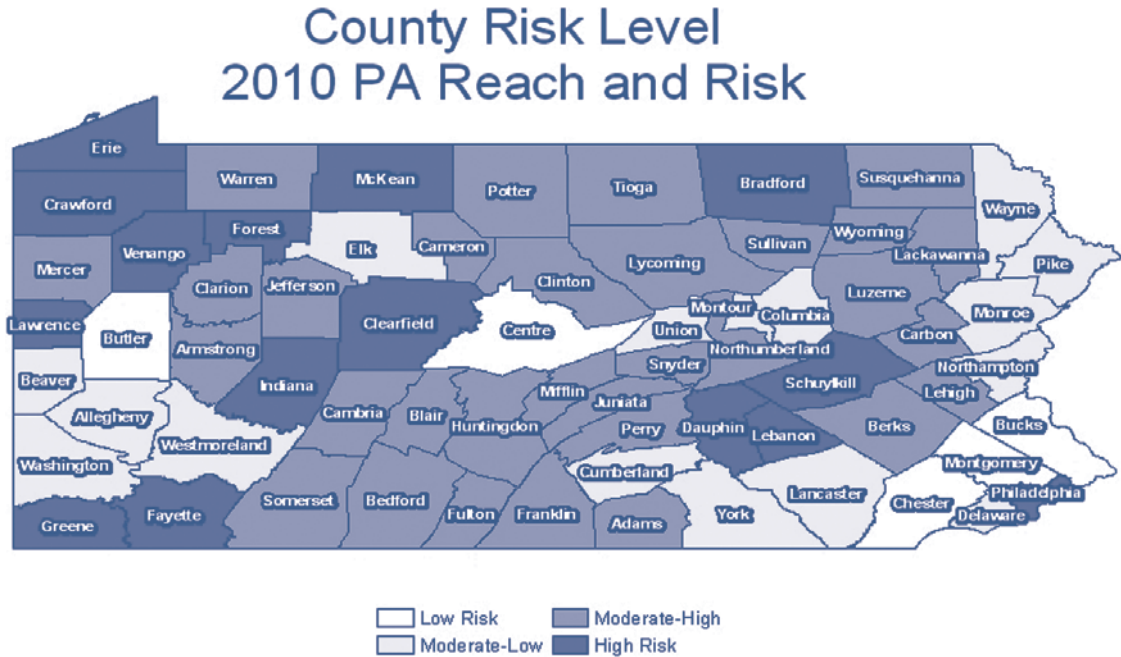 County Risk Level
2010 PA Reach and Risk
Erie
Warren
McKean
Potter
Tioga
Bradford
Susquehanna
Crawford
Wayne
Forest
Venango
Elk
Cameron
Sullivan
Wyoming
Lackawanna
Mercer
Lycoming
Pike
Clarion
Jefferson
Clinton
Luzerne
Lawrence
Clearfield
Centre
Montour
Columbia
Monroe
Butler
Union
Carbon
Armstrong
Northumberland
Beaver
Snyder
Northampton
Indiana
Mifflin
Schuylkill
Lehigh
Allegheny
Cambria
Blair
Juniata
Huntingdon
Perry
Dauphin
Lebanon
Berks
Bucks
Westmoreland
Washington
Cumberland
Montgomery
Lancaster
Philadelphia
Somerset
Bedford
Chester
Fayette
Fulton
Franklin
York
Delaware
Greene
Adams
Low Risk
Moderate-High
Moderate-Low
High Risk